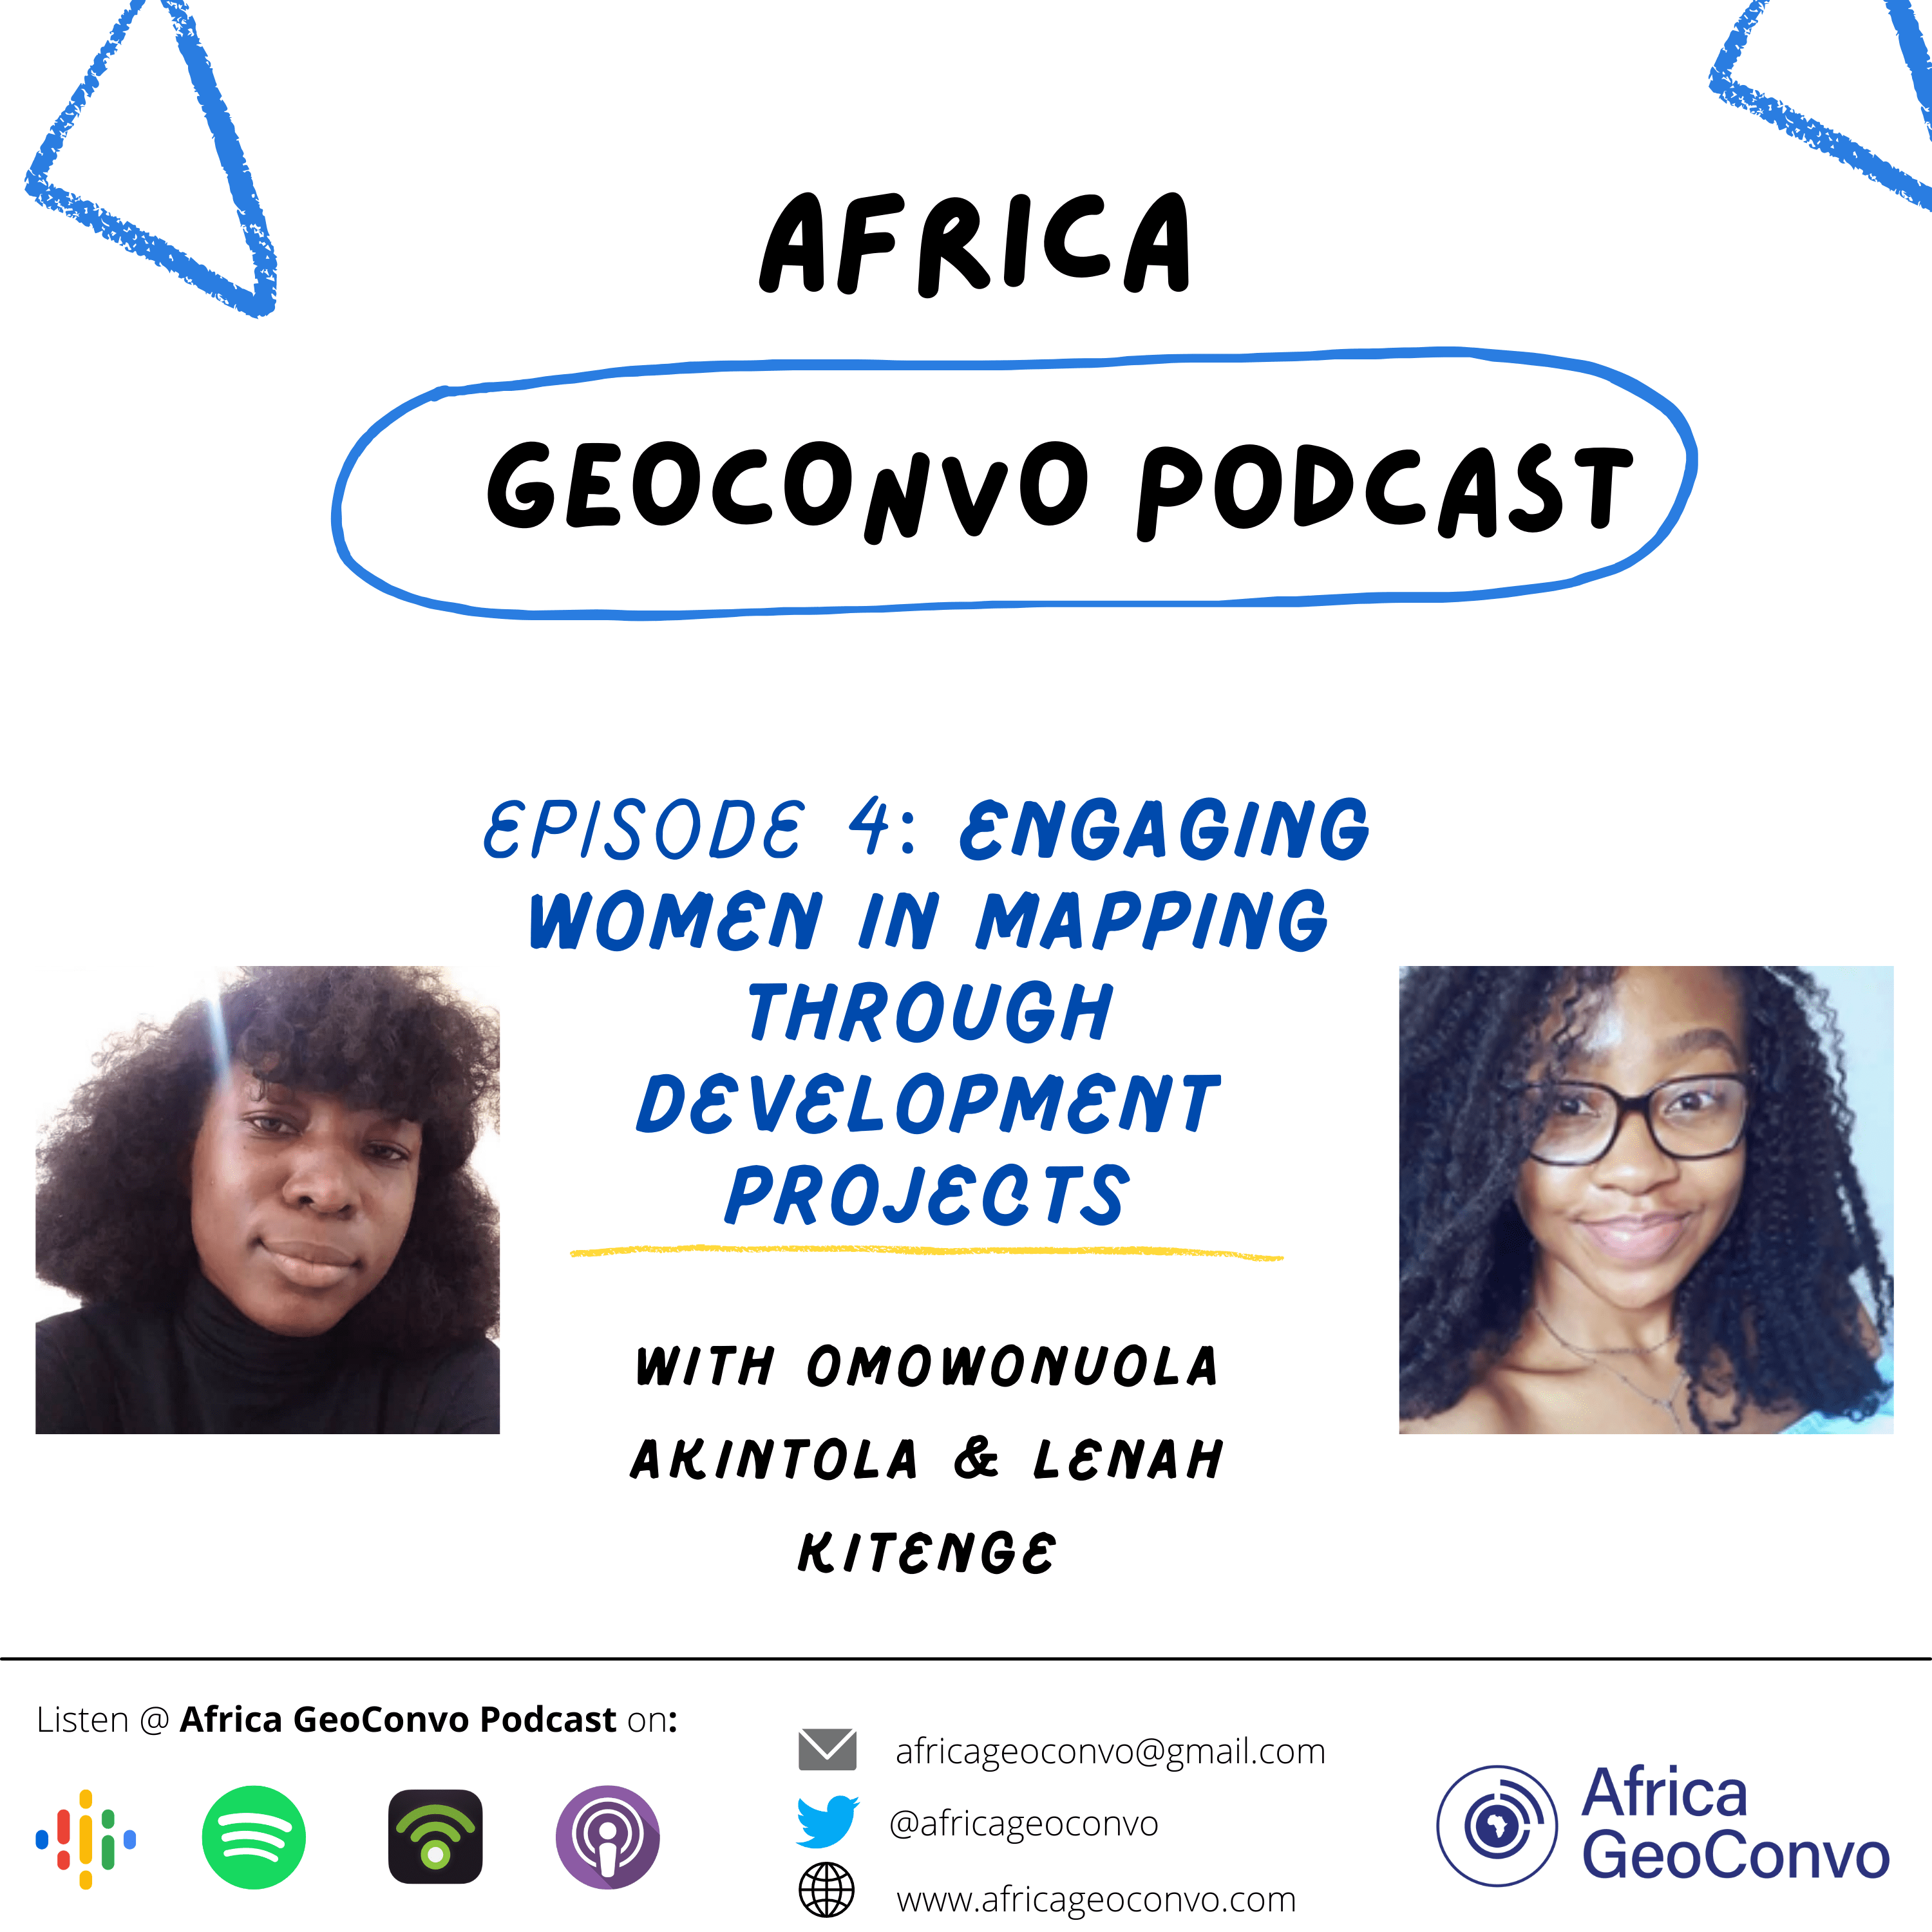 AFRICA
GEOCONVO PODCAST
EPISODE 4: ENGAGING
WOMEN IN MAPPING
THROUGH
DEVELOPMENT
PROJECTS
WITH OMOWONUOLA
AKINTOLA & LENAH
KITENGE
Listen @ Africa GeoConvo Podcast on:
africageoconvo@gmail.com
@africageoconvo
www.africageoconvo.com
Africa
GeoConvo